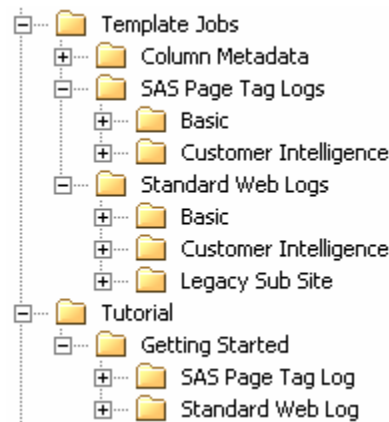 Template Jobs
Column Metadata
SAS Page Tag Logs
Basic
Customer Intelligence
Standard Web Logs
Basic
Customer Intelligence
Legacy Sub Site
Tutorial
Getting Started
SAS Page Tag Log
Standard Web Log